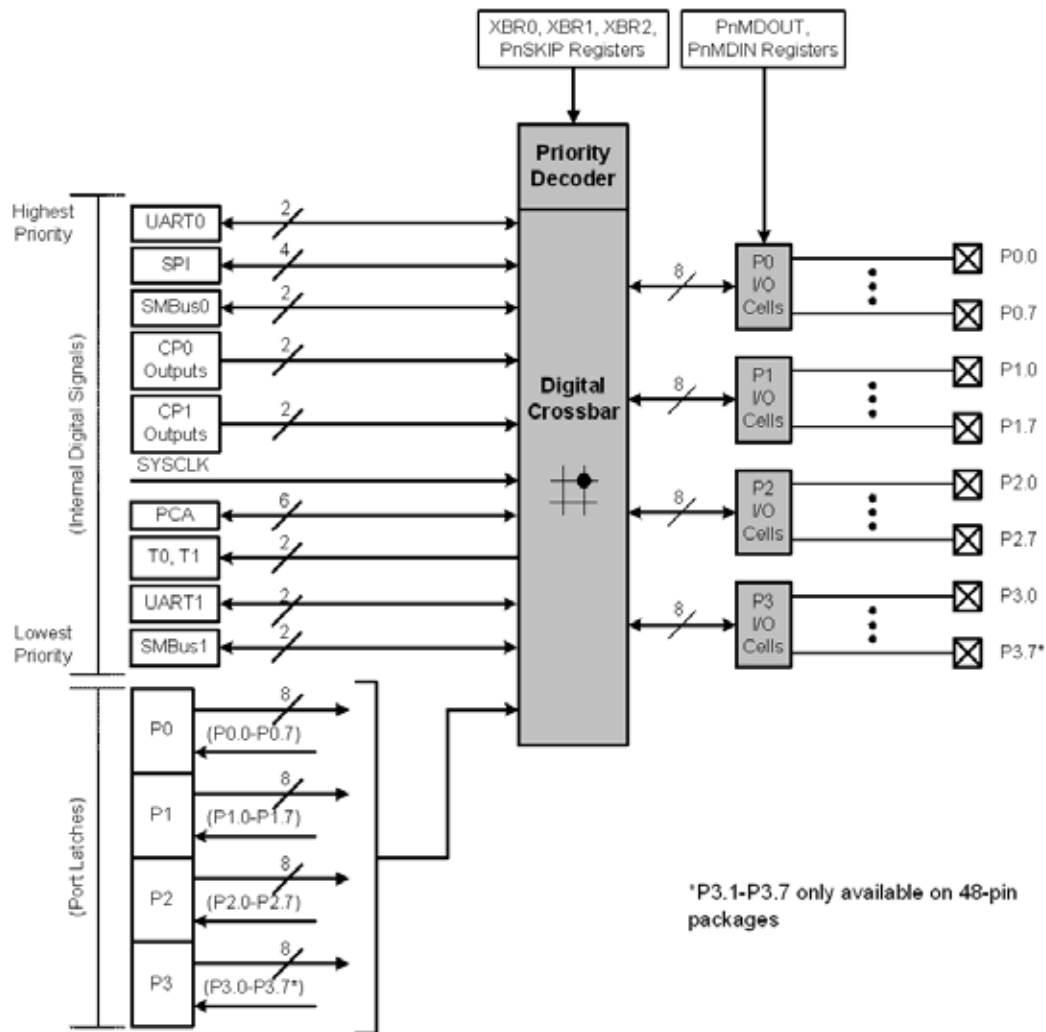 XBR0, XBR1, XBR2,
PnSKIP Registers
PnMDOUT,
PnMDIN Registers
Priority
Decoder
Highest
Priority
(Internal Digital Signals)
Lowest
Priority
UART0
2
SPI
4
SMBus0
2
CP0
Outputs
2
CP1
Outputs
2
SYSCLK
PCA
6
T0, T1
2
UART1
2
SMBus1
2
Digital
Crossbar
8
P0
I/O
Cells
P0.0
P0.7
8
P1
I/O
Cells
P1.0
P1.7
8
P2
I/O
Cells
P2.0
P2.7
8
P3
I/O
Cells
P3.0
P3.7*
(Port Latches)
P0
8
(P0.0-P0.7)
P1
8
(P1.0-P1.7)
P2
8
(P2.0-P2.7)
P3
8
(P3.0-P3.7*)
*P3.1-P3.7 only available on 48-pin
packages